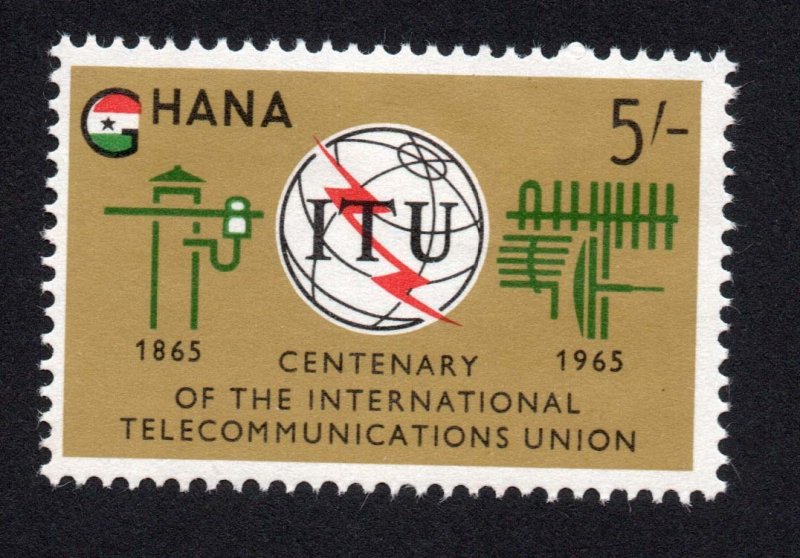 GHANA
5/-
ITU
1865
1965
CENTENARY
OF THE INTERNATIONAL
TELECOMMUNICATIONS UNION